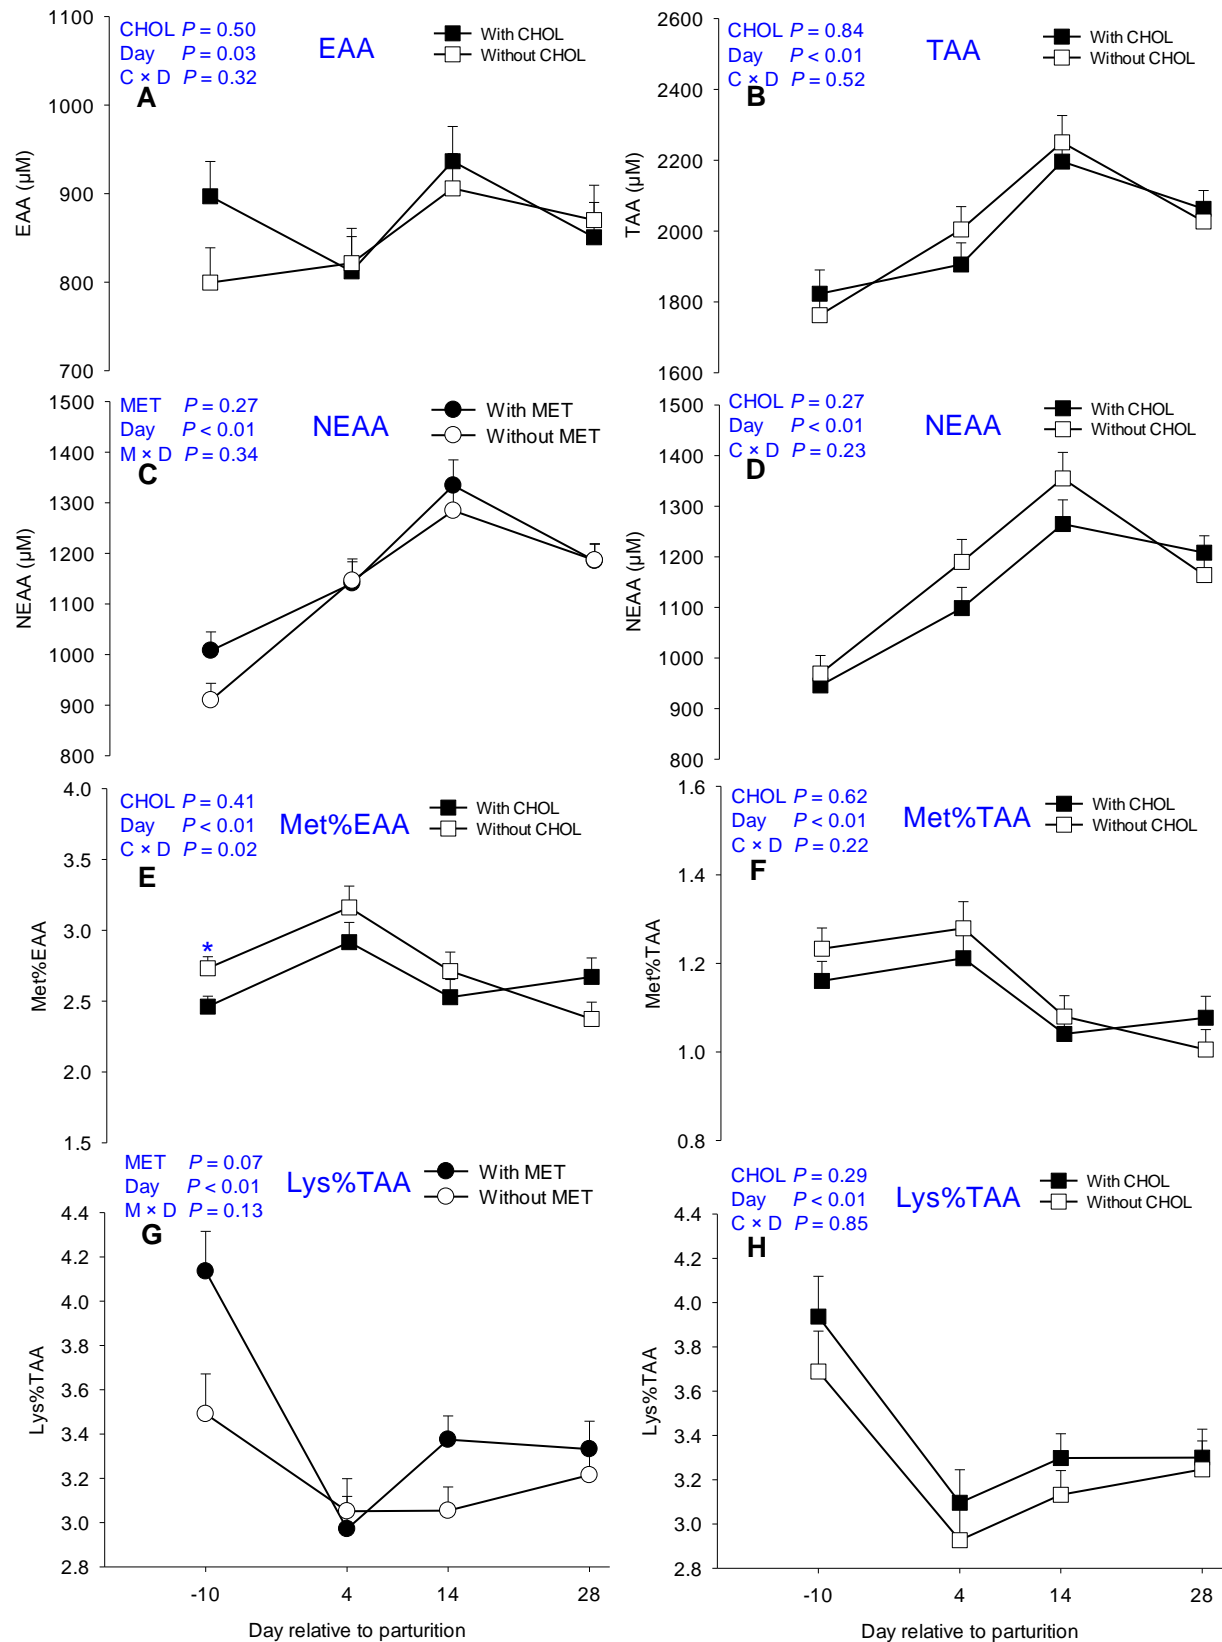 CHOL P = 0.50
Day P = 0.03
C × D P = 0.32
EAA
With CHOL
Without CHOL
A
1100
1000
900
800
700
EAA (µM)
CHOL P = 0.84
Day P < 0.01
C × D P = 0.52
TAA
With CHOL
Without CHOL
B
2600
2400
2200
2000
1800
1600
TAA (µM)
MET P = 0.27
Day P < 0.01
M × D P = 0.34
NEAA
With MET
Without MET
C
1500
1400
1300
1200
1100
1000
900
800
NEAA (µM)
CHOL P = 0.27
Day P < 0.01
C × D P = 0.23
NEAA
With CHOL
Without CHOL
D
1500
1400
1300
1200
1100
1000
900
800
NEAA (µM)
CHOL P = 0.41
Day P < 0.01
C × D P = 0.02
Met%EAA
With CHOL
Without CHOL
E
*
4.0
3.5
3.0
2.5
2.0
1.5
Met%EAA
CHOL P = 0.62
Day P < 0.01
C × D P = 0.22
Met%TAA
With CHOL
Without CHOL
F
1.6
1.4
1.2
1.0
0.8
Met%TAA
MET P = 0.07
Day P < 0.01
M × D P = 0.13
Lys%TAA
With MET
Without MET
G
4.4
4.2
4.0
3.8
3.6
3.4
3.2
3.0
2.8
Lys%TAA
-10 4 14 28
Day relative to parturition
CHOL P = 0.29
Day P < 0.01
C × D P = 0.85
Lys%TAA
With CHOL
Without CHOL
H
4.4
4.2
4.0
3.8
3.6
3.4
3.2
3.0
2.8
Lys%TAA
-10 4 14 28
Day relative to parturition